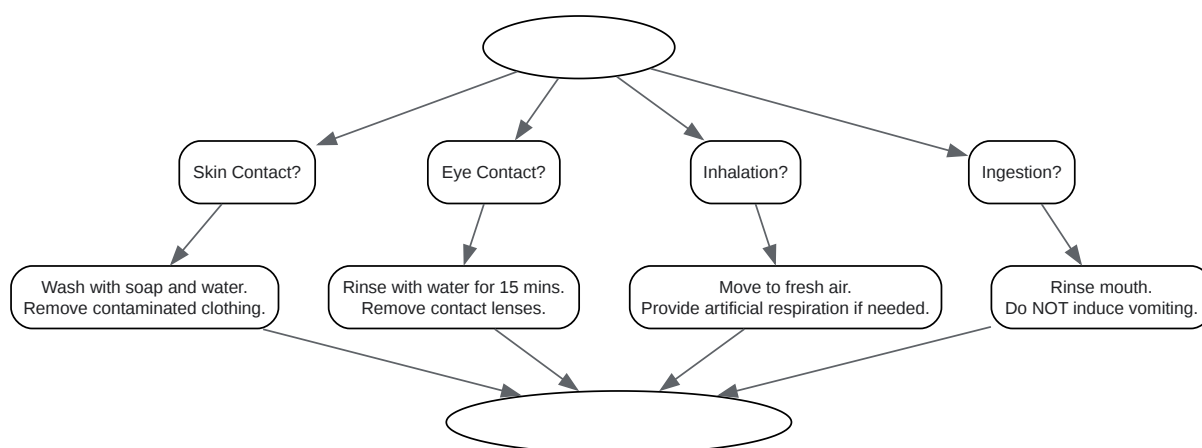 Skin Contact?
Eye Contact?
Inhalation?
Ingestion?
Wash with soap and water.
Remove contaminated clothing.
Rinse with water for 15 mins.
Remove contact lenses.
Move to fresh air.
Provide artificial respiration if needed.
Rinse mouth.
Do NOT induce vomiting.